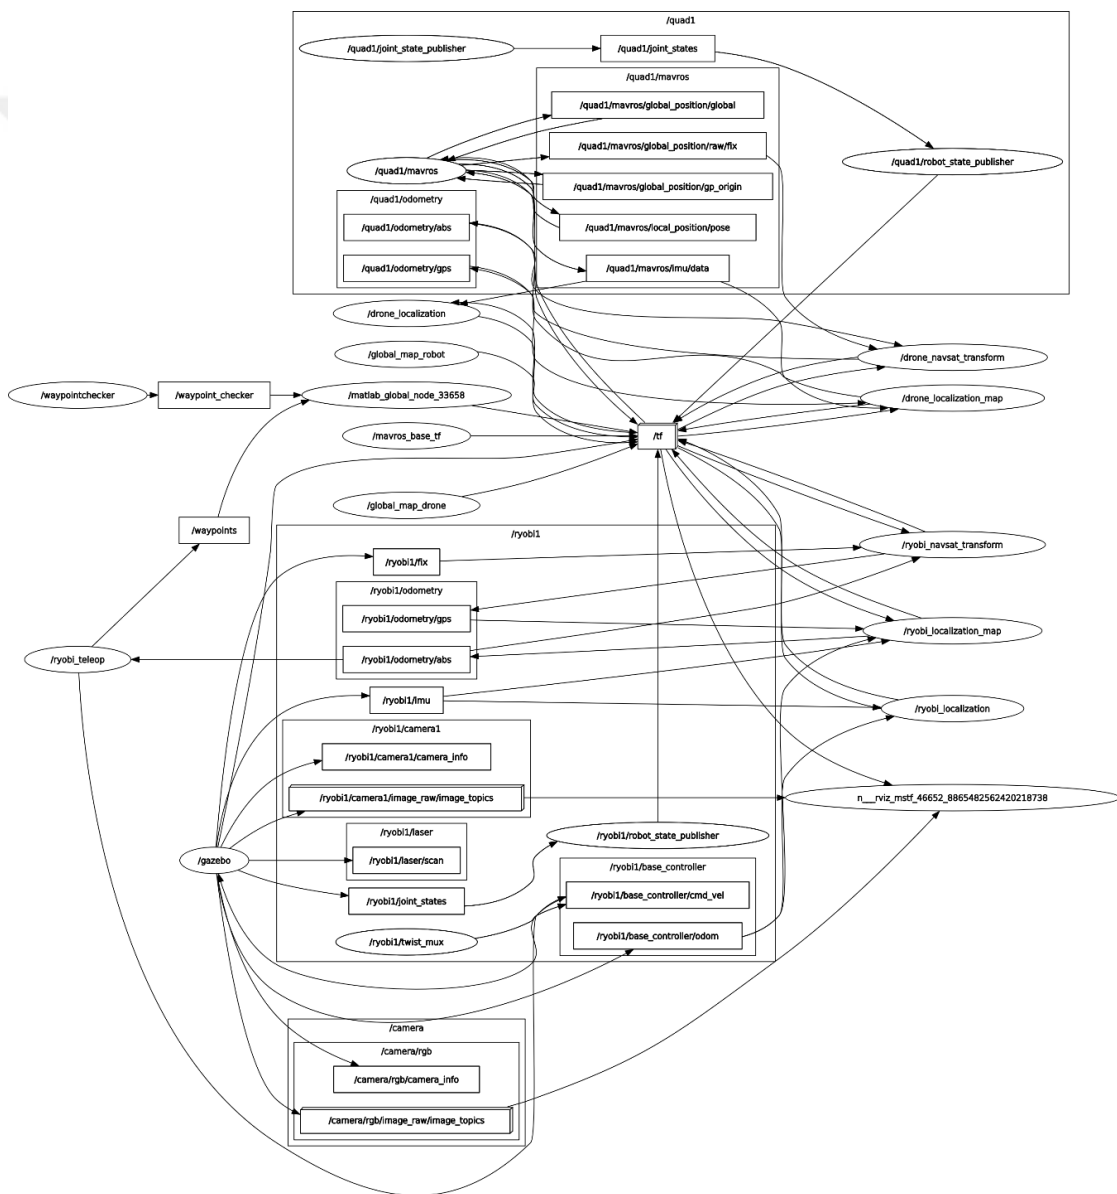 /quad1
/quad1/joint_state_publisher
/quad1/joint_states
/quad1/mavros
/quad1/mavros/global_position/global
/quad1/mavros/global_position/raw/fix
/quad1/robot_state_publisher
/quad1/mavros
/quad1/mavros/global_position/gp_origin
/quad1/odometry
/quad1/odometry/abs
/quad1/mavros/local_position/pose
/quad1/odometry/gps
/quad1/mavros/imu/data
/drone_localization
/global_map_robot
/drone_navsat_transform
/waypointchecker
/waypoint_checker
/matlab_global_node_33658
/drone_localization_map
/mavros_base_tf
/tf
/global_map_drone
/waypoints
/ryobi1
/ryobi1/fix
/ryobi_navsat_transform
/ryobi1/odometry
/ryobi1/odometry/gps
/ryobi_localization_map
/ryobi_teleop
/ryobi1/odometry/abs
/ryobi1/imu
/ryobi_localization
/ryobi1/camera1
/ryobi1/camera1/camera_info
/ryobi1/camera1/image_raw/image_topics
n___rviz_mstf_46652_8865482562420218738
/ryobi1/laser
/ryobi1/robot_state_publisher
/gazebo
/ryobi1/laser/scan
/ryobi1/base_controller
/ryobi1/joint_states
/ryobi1/base_controller/cmd_vel
/ryobi1/twist_mux
/ryobi1/base_controller/odom
/camera
/camera/rgb
/camera/rgb/camera_info
/camera/rgb/image_raw/image_topics